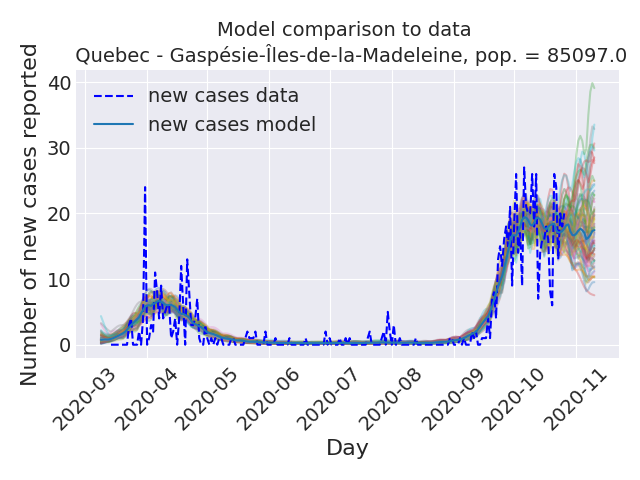 Model comparison to data
Quebec - Gaspésie-Îles-de-la-Madeleine, pop. = 85097.0
Number of new cases reported
40
30
20
10
0
new cases data
new cases model
2020-03
2020-04
2020-05
2020-06
2020-07
2020-08
2020-09
2020-10
2020-11
Day